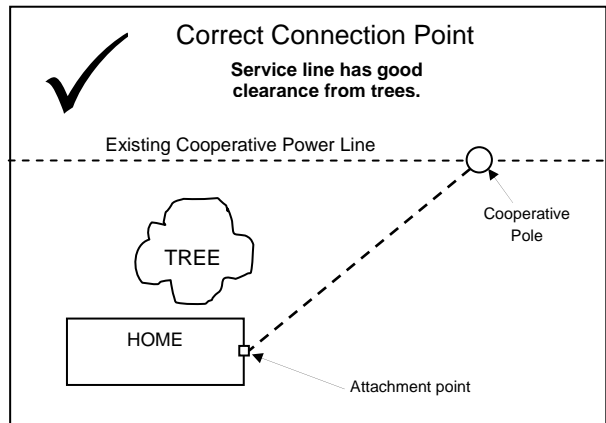 Correct Connection Point
Service line has good
clearance from trees.
Existing Cooperative Power Line
Cooperative
Pole
TREE
HOME
Attachment point